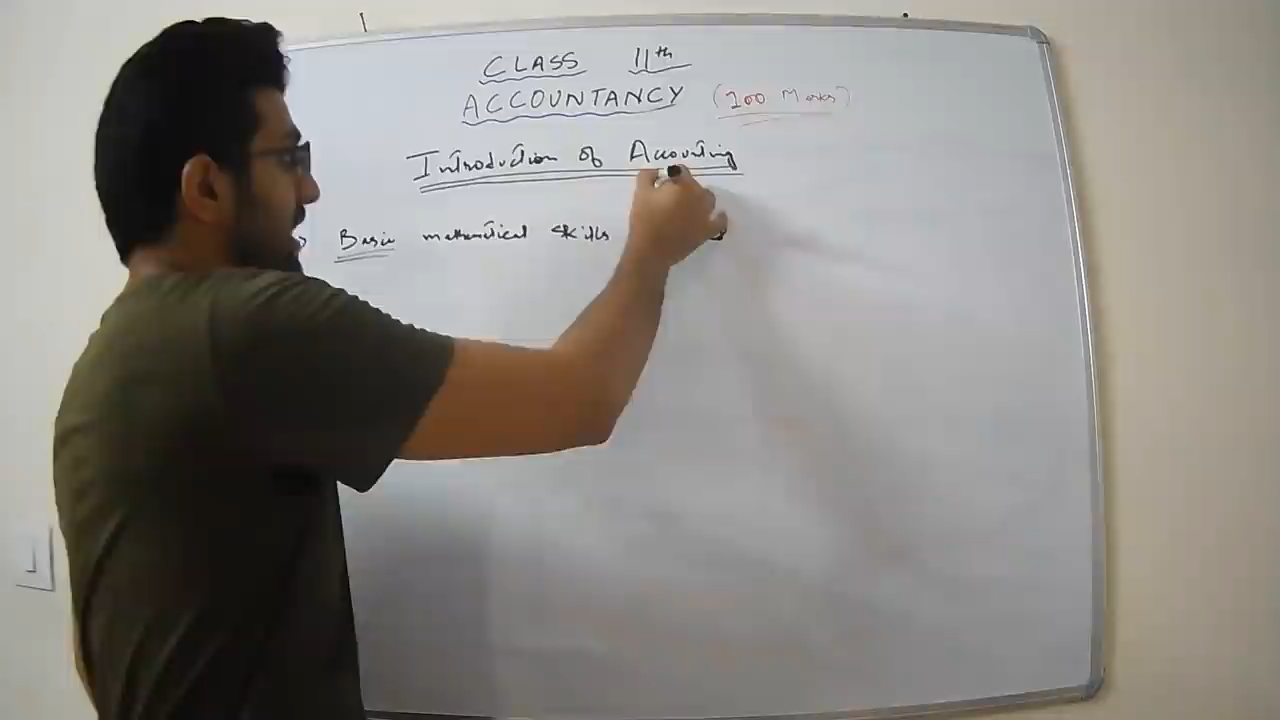 CLASS 11th
ACCOUNTANCY (100 Marks)
Introduction of Accounting
Basic mathematical skills